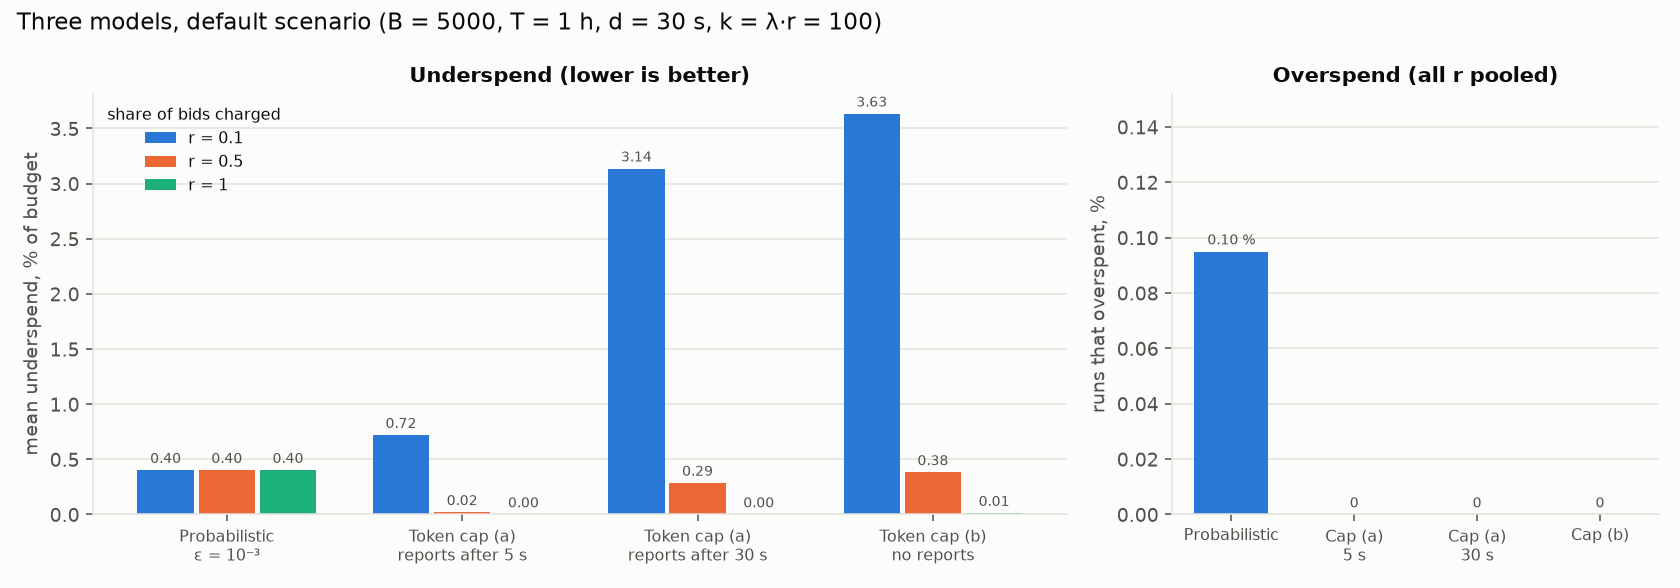 Three models, default scenario (B = 5000, T = 1 h, d = 30 s, k = λ·r = 100)
Underspend (lower is better)
mean underspend, % of budget
3.5
3.0
2.5
2.0
1.5
1.0
0.5
0.0
share of bids charged
r = 0.1
r = 0.5
r = 1
0.40
0.40
0.40
0.72
0.02
0.00
3.14
0.29
0.00
3.63
0.38
0.01
Probabilistic
ε = 10⁻³
Token cap (a)
reports after 5 s
Token cap (a)
reports after 30 s
Token cap (b)
no reports
Overspend (all r pooled)
runs that overspent, %
0.14
0.12
0.10
0.08
0.06
0.04
0.02
0.00
0.10 %
0
0
0
Probabilistic
Cap (a)
5 s
Cap (a)
30 s
Cap (b)